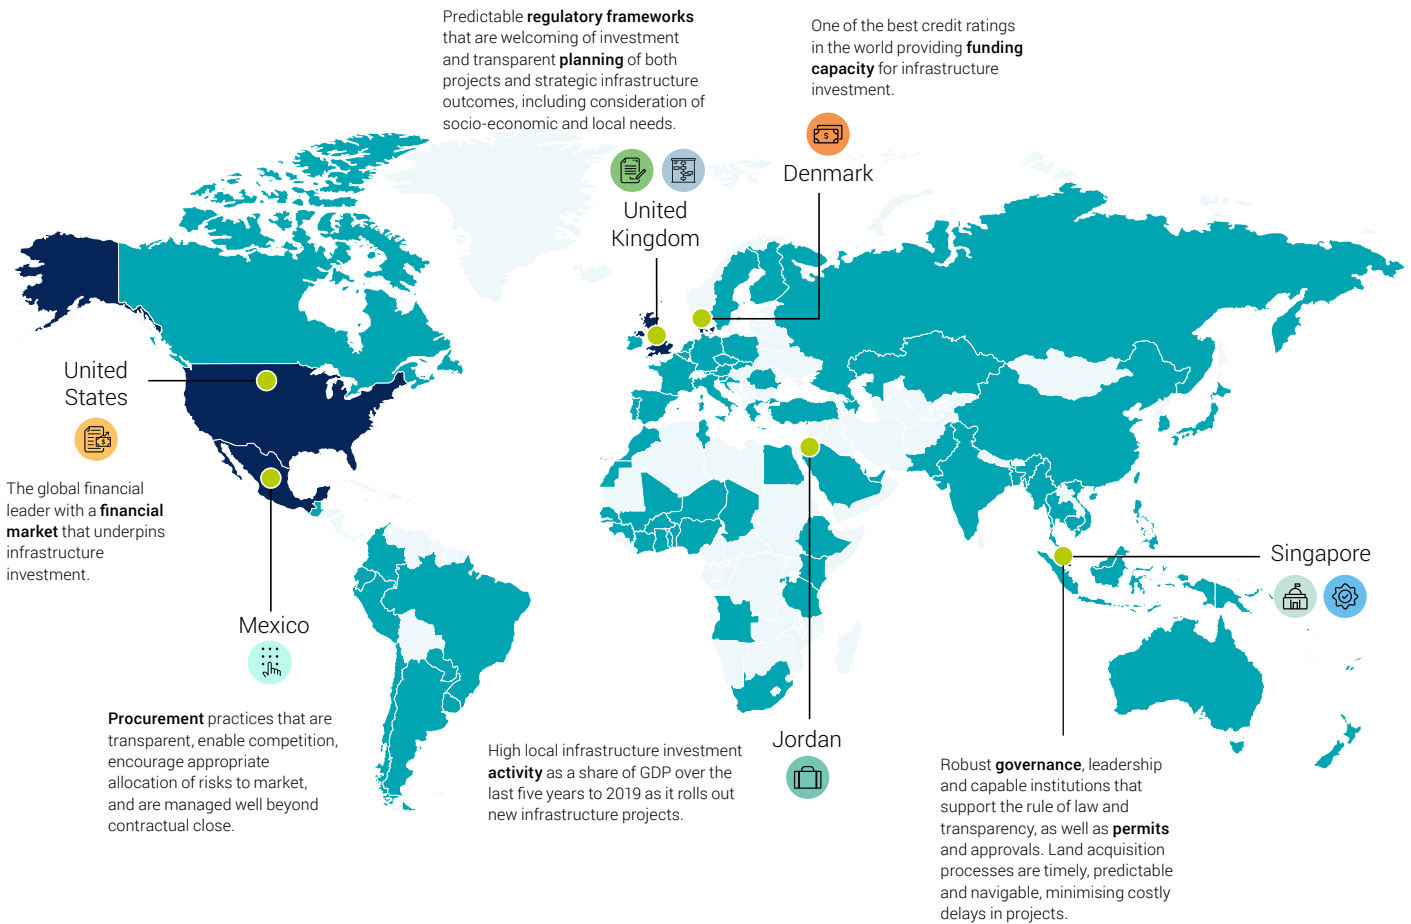 Predictable regulatory frameworks
that are welcoming of investment
and transparent planning of both
projects and strategic infrastructure
outcomes, including consideration of
socio-economic and local needs.
One of the best credit ratings
in the world providing funding
capacity for infrastructure
investment.
$
Denmark
United
Kingdom
United
States
$
The global financial
leader with a financial
market that underpins
infrastructure
investment.
Singapore
Mexico
Procurement practices that are
transparent, enable competition,
encourage appropriate
allocation of risks to market,
and are managed well beyond
contractual close.
High local infrastructure investment
activity as a share of GDP over the
last five years to 2019 as it rolls out
new infrastructure projects.
Jordan
Robust governance, leadership
and capable institutions that
support the rule of law and
transparency, as well as permits
and approvals. Land acquisition
processes are timely, predictable
and navigable, minimising costly
delays in projects.